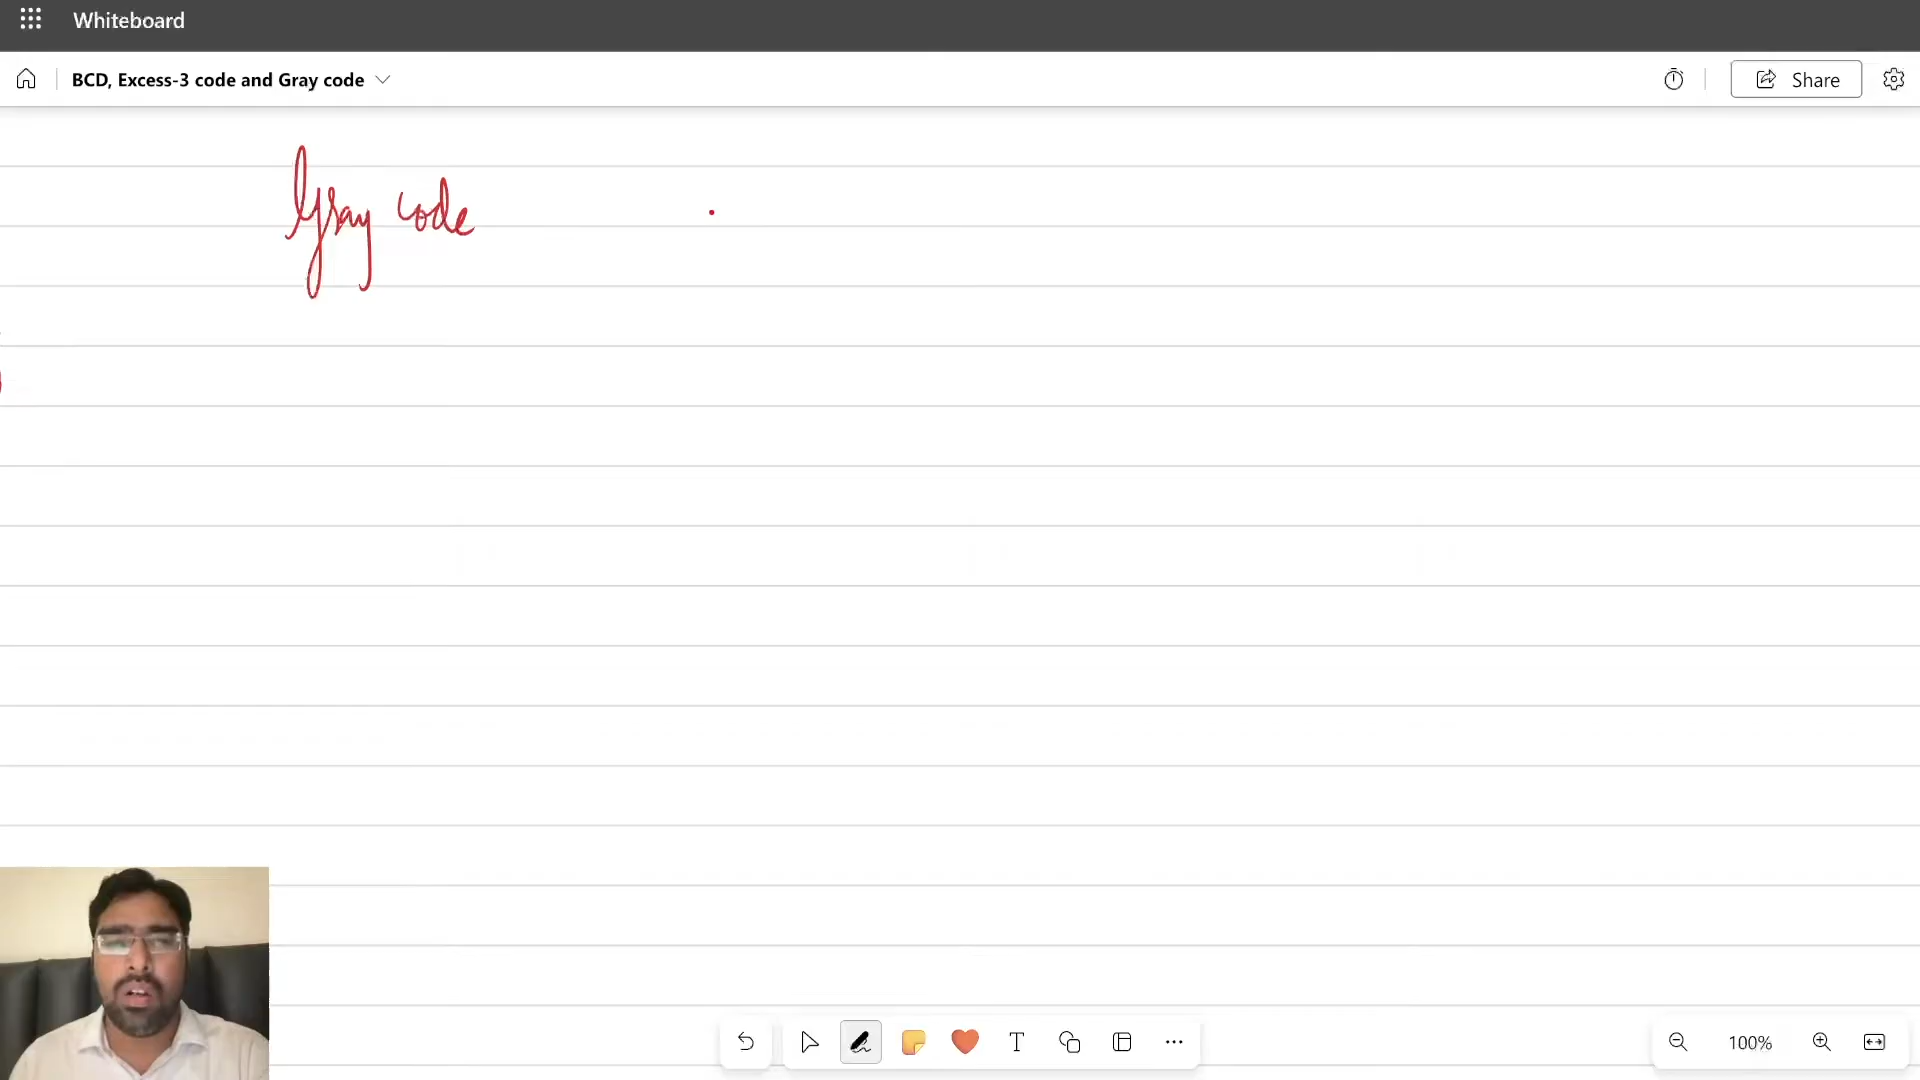 Whiteboard
BCD, Excess-3 code and Gray code
Share
Gray code
100%